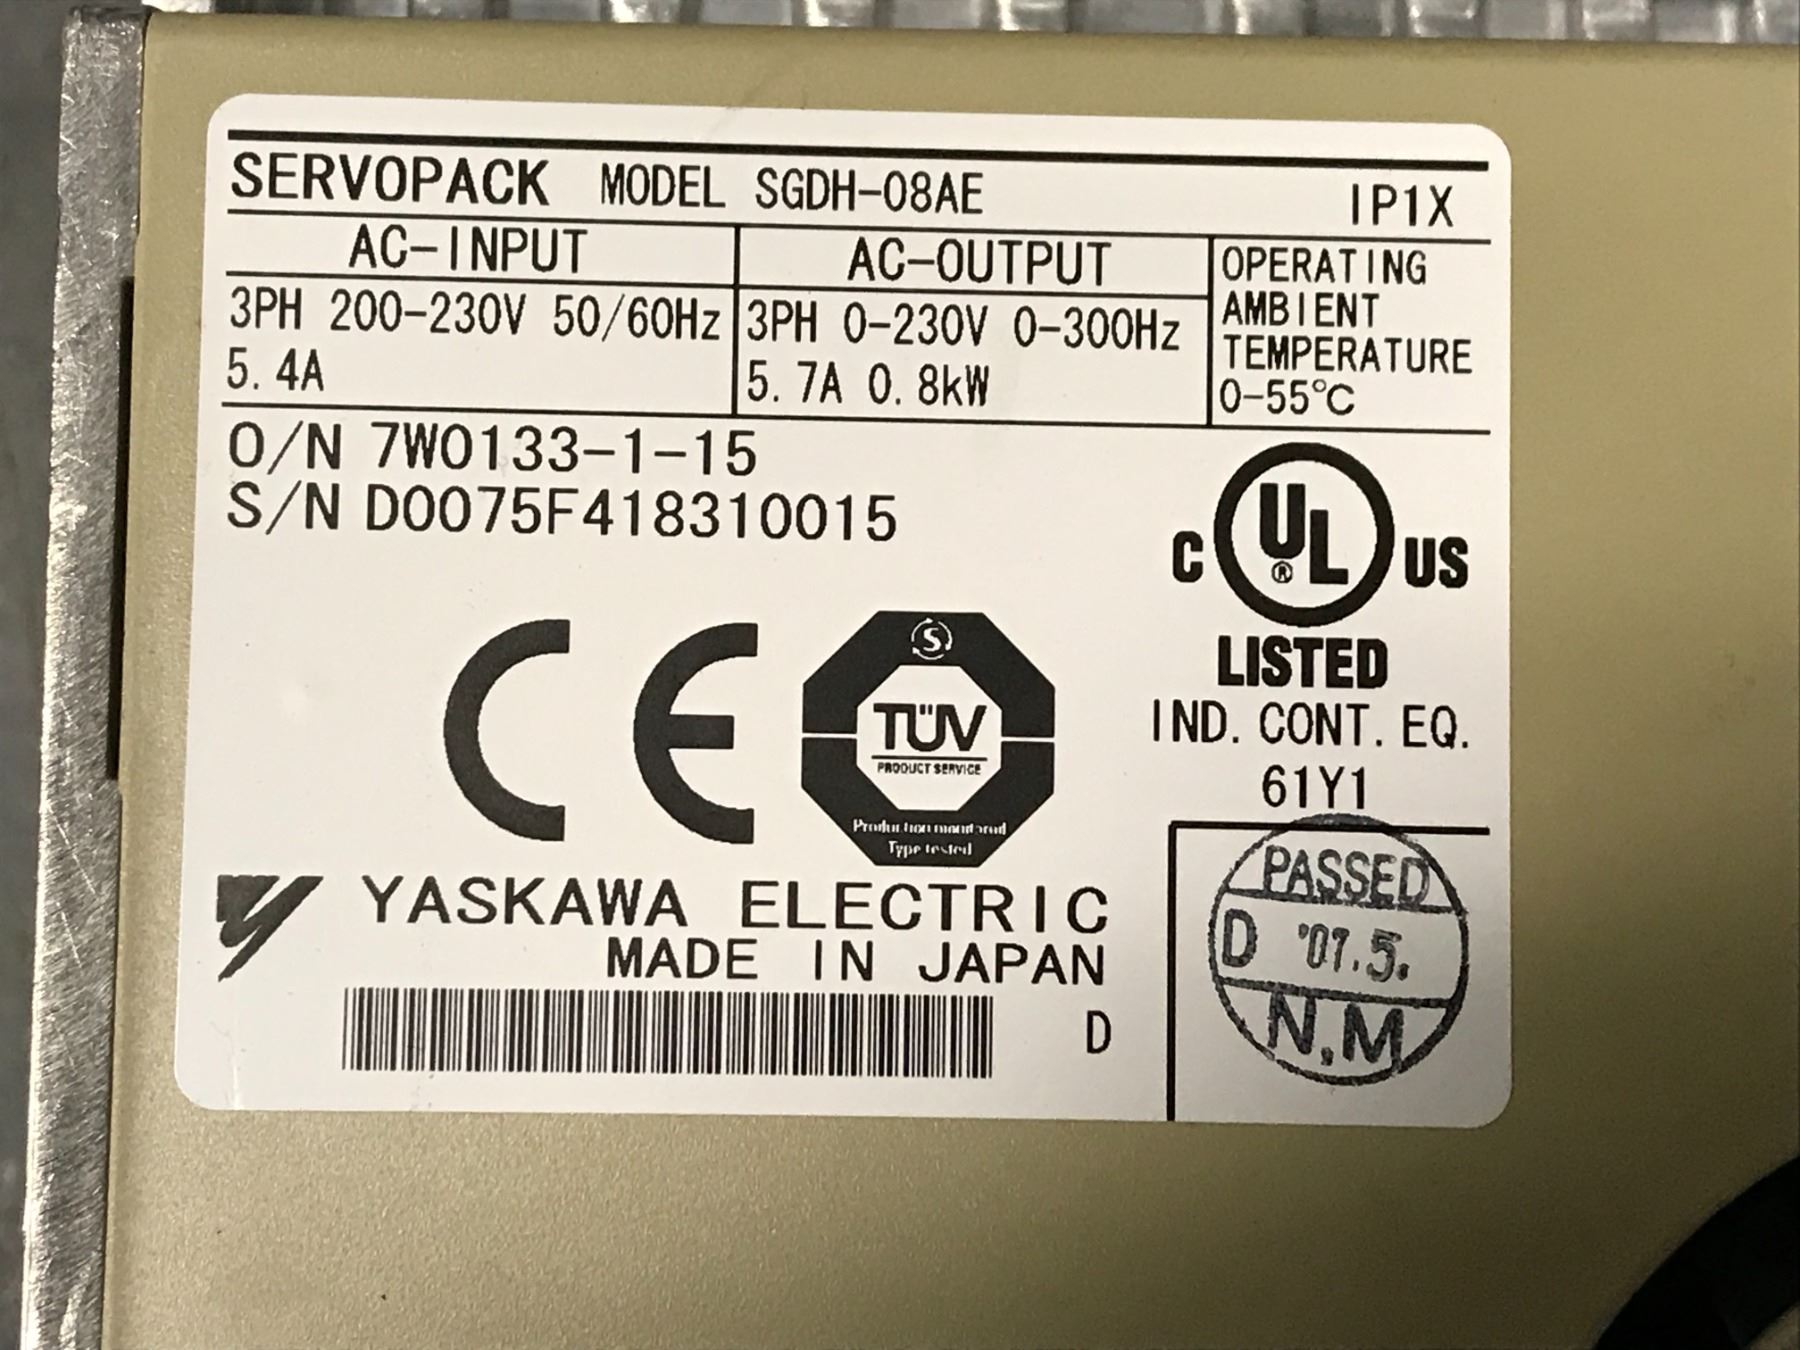 SERVOPACK MODEL SGDH-08AE IP1X
AC-INPUT
3PH 200-230V 50/60Hz
5.4A
AC-OUTPUT
3PH 0-230V 0-300Hz
5.7A 0.8kW
OPERATING
AMBIENT
TEMPERATURE
0-55°C
O/N 7W0133-1-15
S/N D0075F418310015
C UL ® US
LISTED
IND. CONT. EQ.
61Y1
CE
S
TÜV
PRODUCT SERVICE
Production monitored
Type tested
YASKAWA ELECTRIC
MADE IN JAPAN
D
PASSED
D '07.5.
N.M